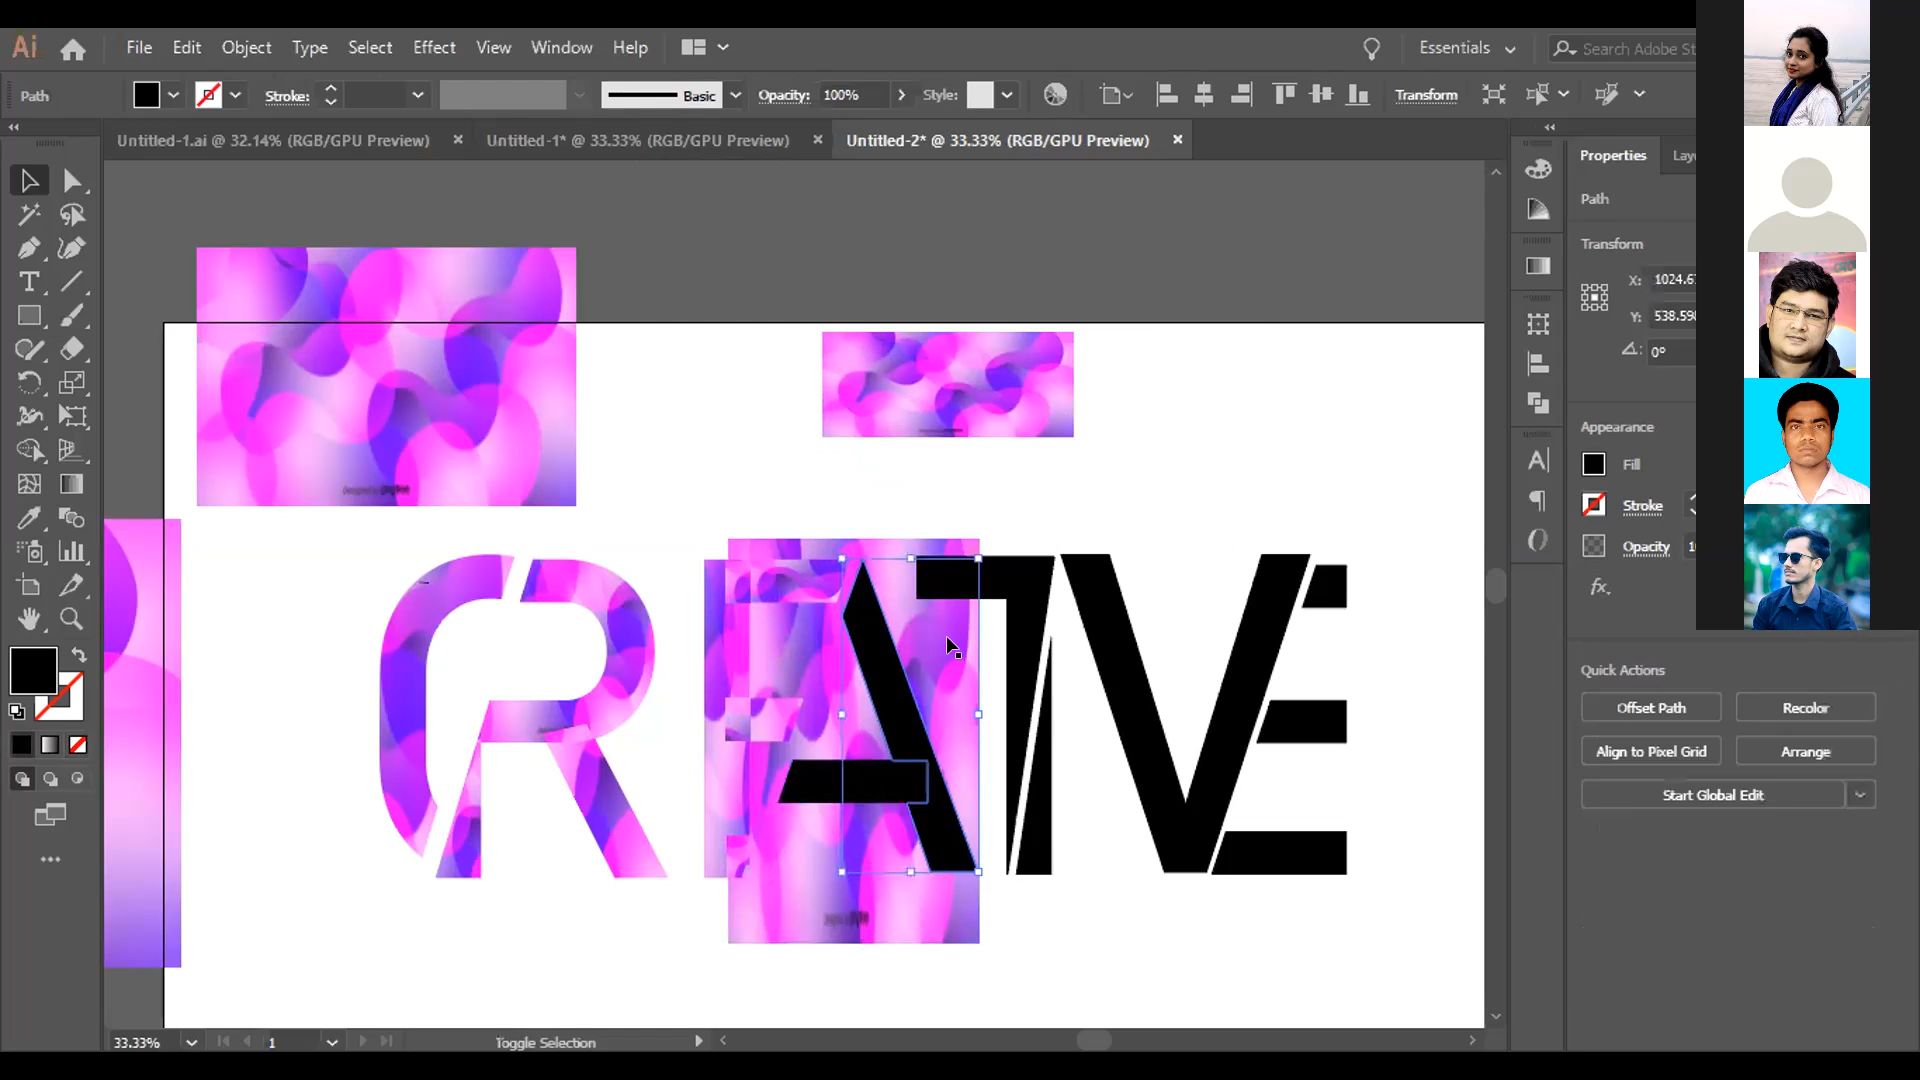 Ai File Edit Object Type Select Effect View Window Help Essentials Search Adobe St
Path Stroke: Basic Opacity: 100% Style: Transform
Untitled-1.ai @ 32.14% (RGB/GPU Preview) Untitled-1* @ 33.33% (RGB/GPU Preview) Untitled-2* @ 33.33% (RGB/GPU Preview)
Properties Lay
Path
Transform
X: 1024.6
Y: 538.59
0°
Appearance
Fill
Stroke
Opacity 1
fx
CREATIVE
Quick Actions
Offset Path Recolor
Align to Pixel Grid Arrange
Start Global Edit
33.33% 1 Toggle Selection